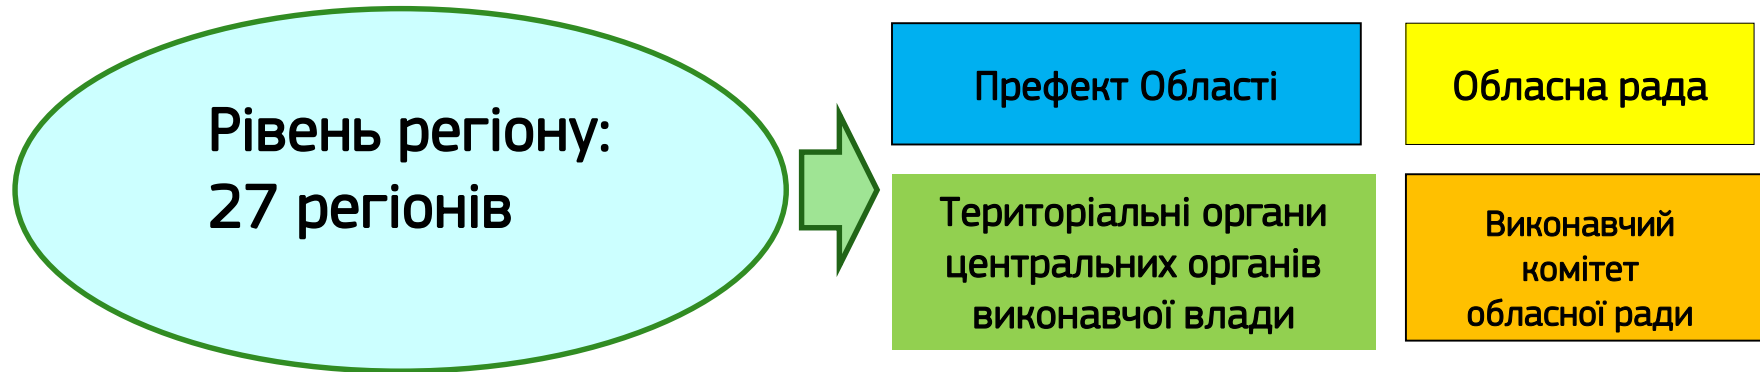 Рівень регіону:
27 регіонів
Префект Області
Обласна рада
Територіальні органи
центральних органів
виконавчої влади
Виконавчий
комітет
обласної ради